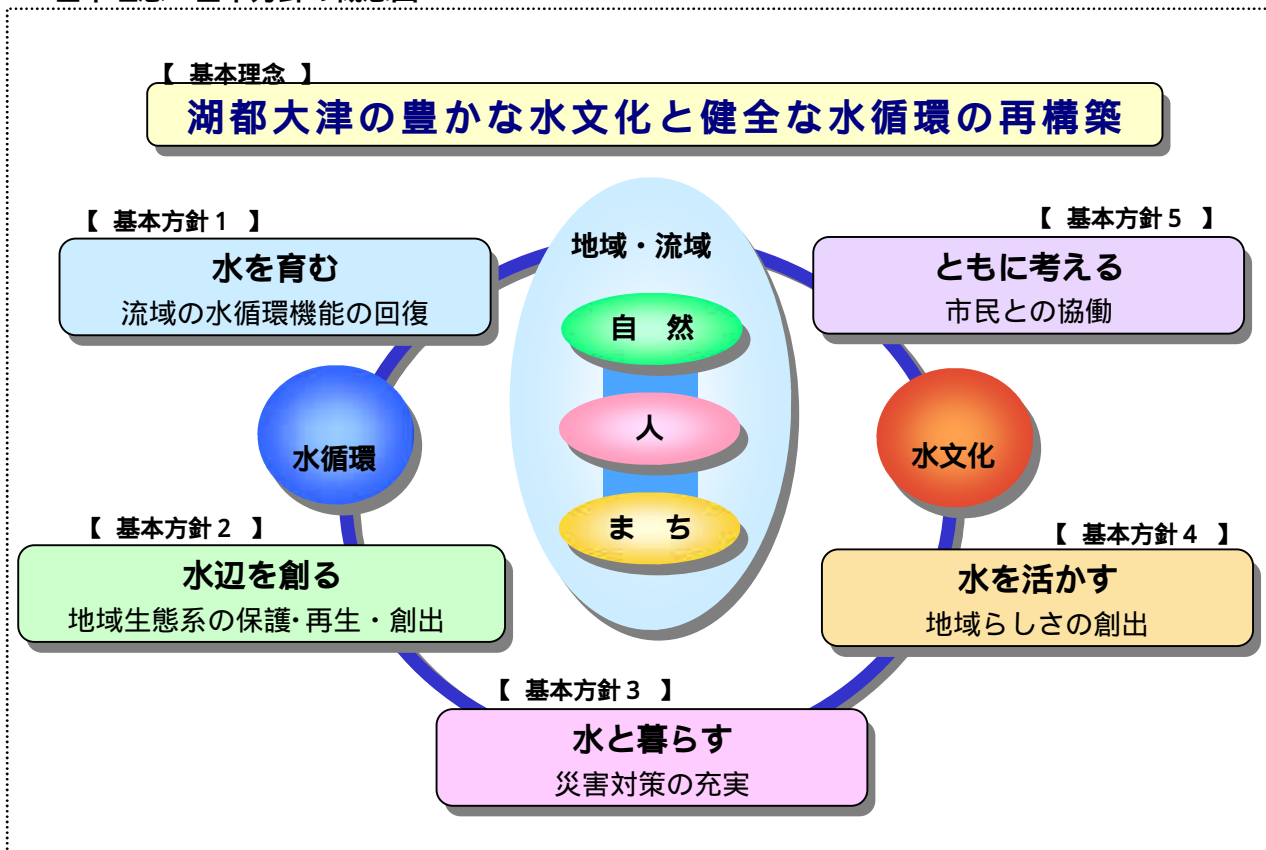 【 基本理念 】
湖都大津の豊かな水文化と健全な水循環の再構築
【 基本方針１ 】
水を育む
流域の水循環機能の回復
【 基本方針５ 】
ともに考える
市民との協働
地域・流域
自 然
人
ま ち
水循環
水文化
【 基本方針２ 】
水辺を創る
地域生態系の保護･再生・創出
【 基本方針４ 】
水を活かす
地域らしさの創出
【 基本方針３ 】
水と暮らす
災害対策の充実